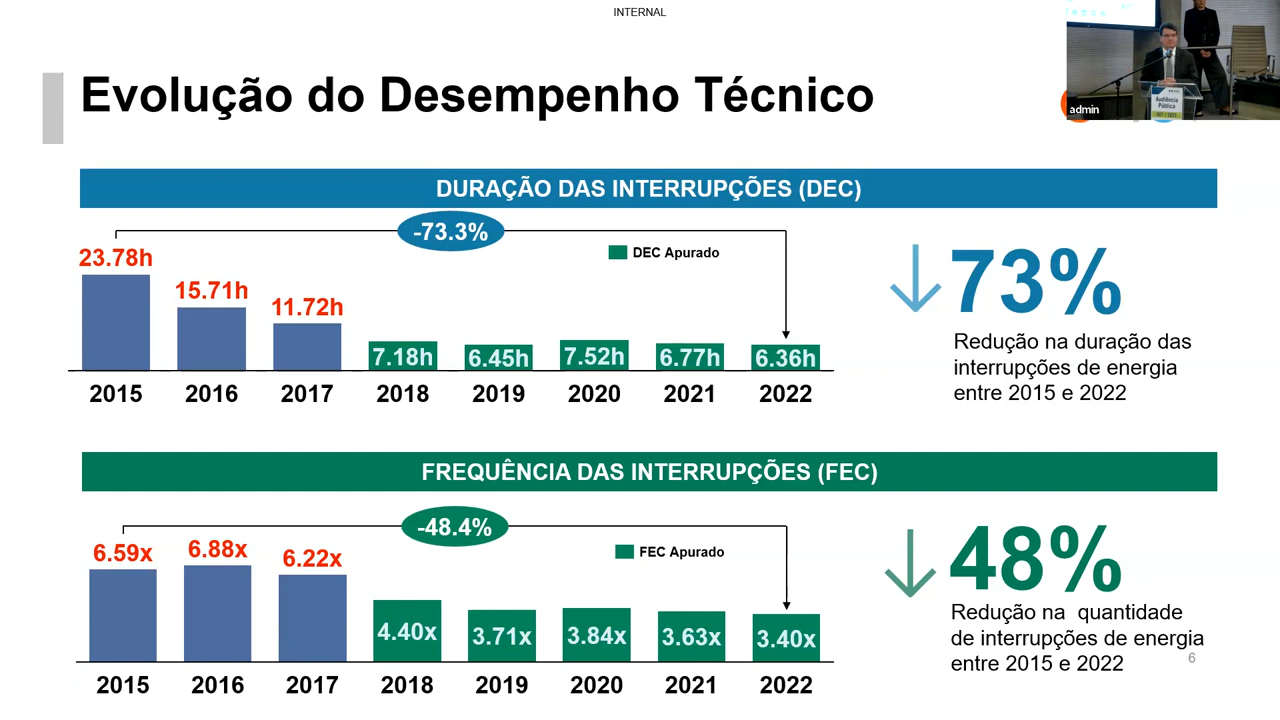 INTERNAL
Evolução do Desempenho Técnico
admin
Audiência
Pública
DURAÇÃO DAS INTERRUPÇÕES (DEC)
-73.3%
DEC Apurado
23.78h
15.71h
11.72h
7.18h
6.45h
7.52h
6.77h
6.36h
2015 2016 2017 2018 2019 2020 2021 2022
73%
Redução na duração das
interrupções de energia
entre 2015 e 2022
FREQUÊNCIA DAS INTERRUPÇÕES (FEC)
-48.4%
FEC Apurado
6.59x
6.88x
6.22x
4.40x
3.71x
3.84x
3.63x
3.40x
2015 2016 2017 2018 2019 2020 2021 2022
48%
Redução na quantidade
de interrupções de energia
entre 2015 e 2022
6